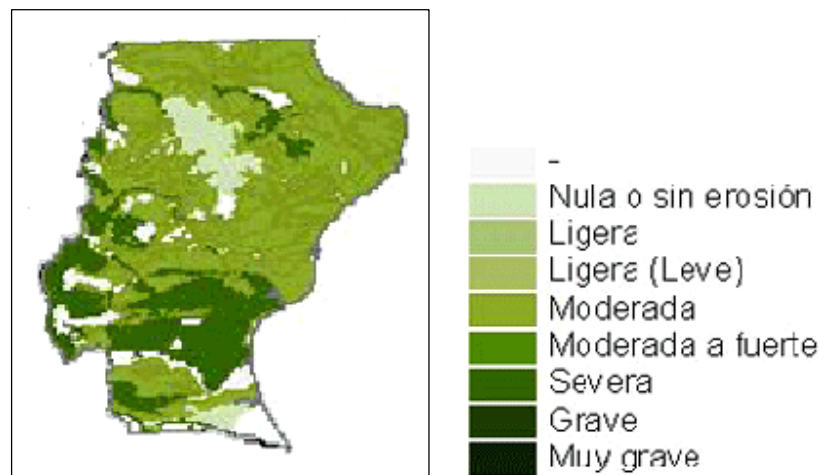 -
Nula o sin erosión
Ligera
Ligera (Leve)
Moderada
Moderada a fuerte
Severa
Grave
Muy grave